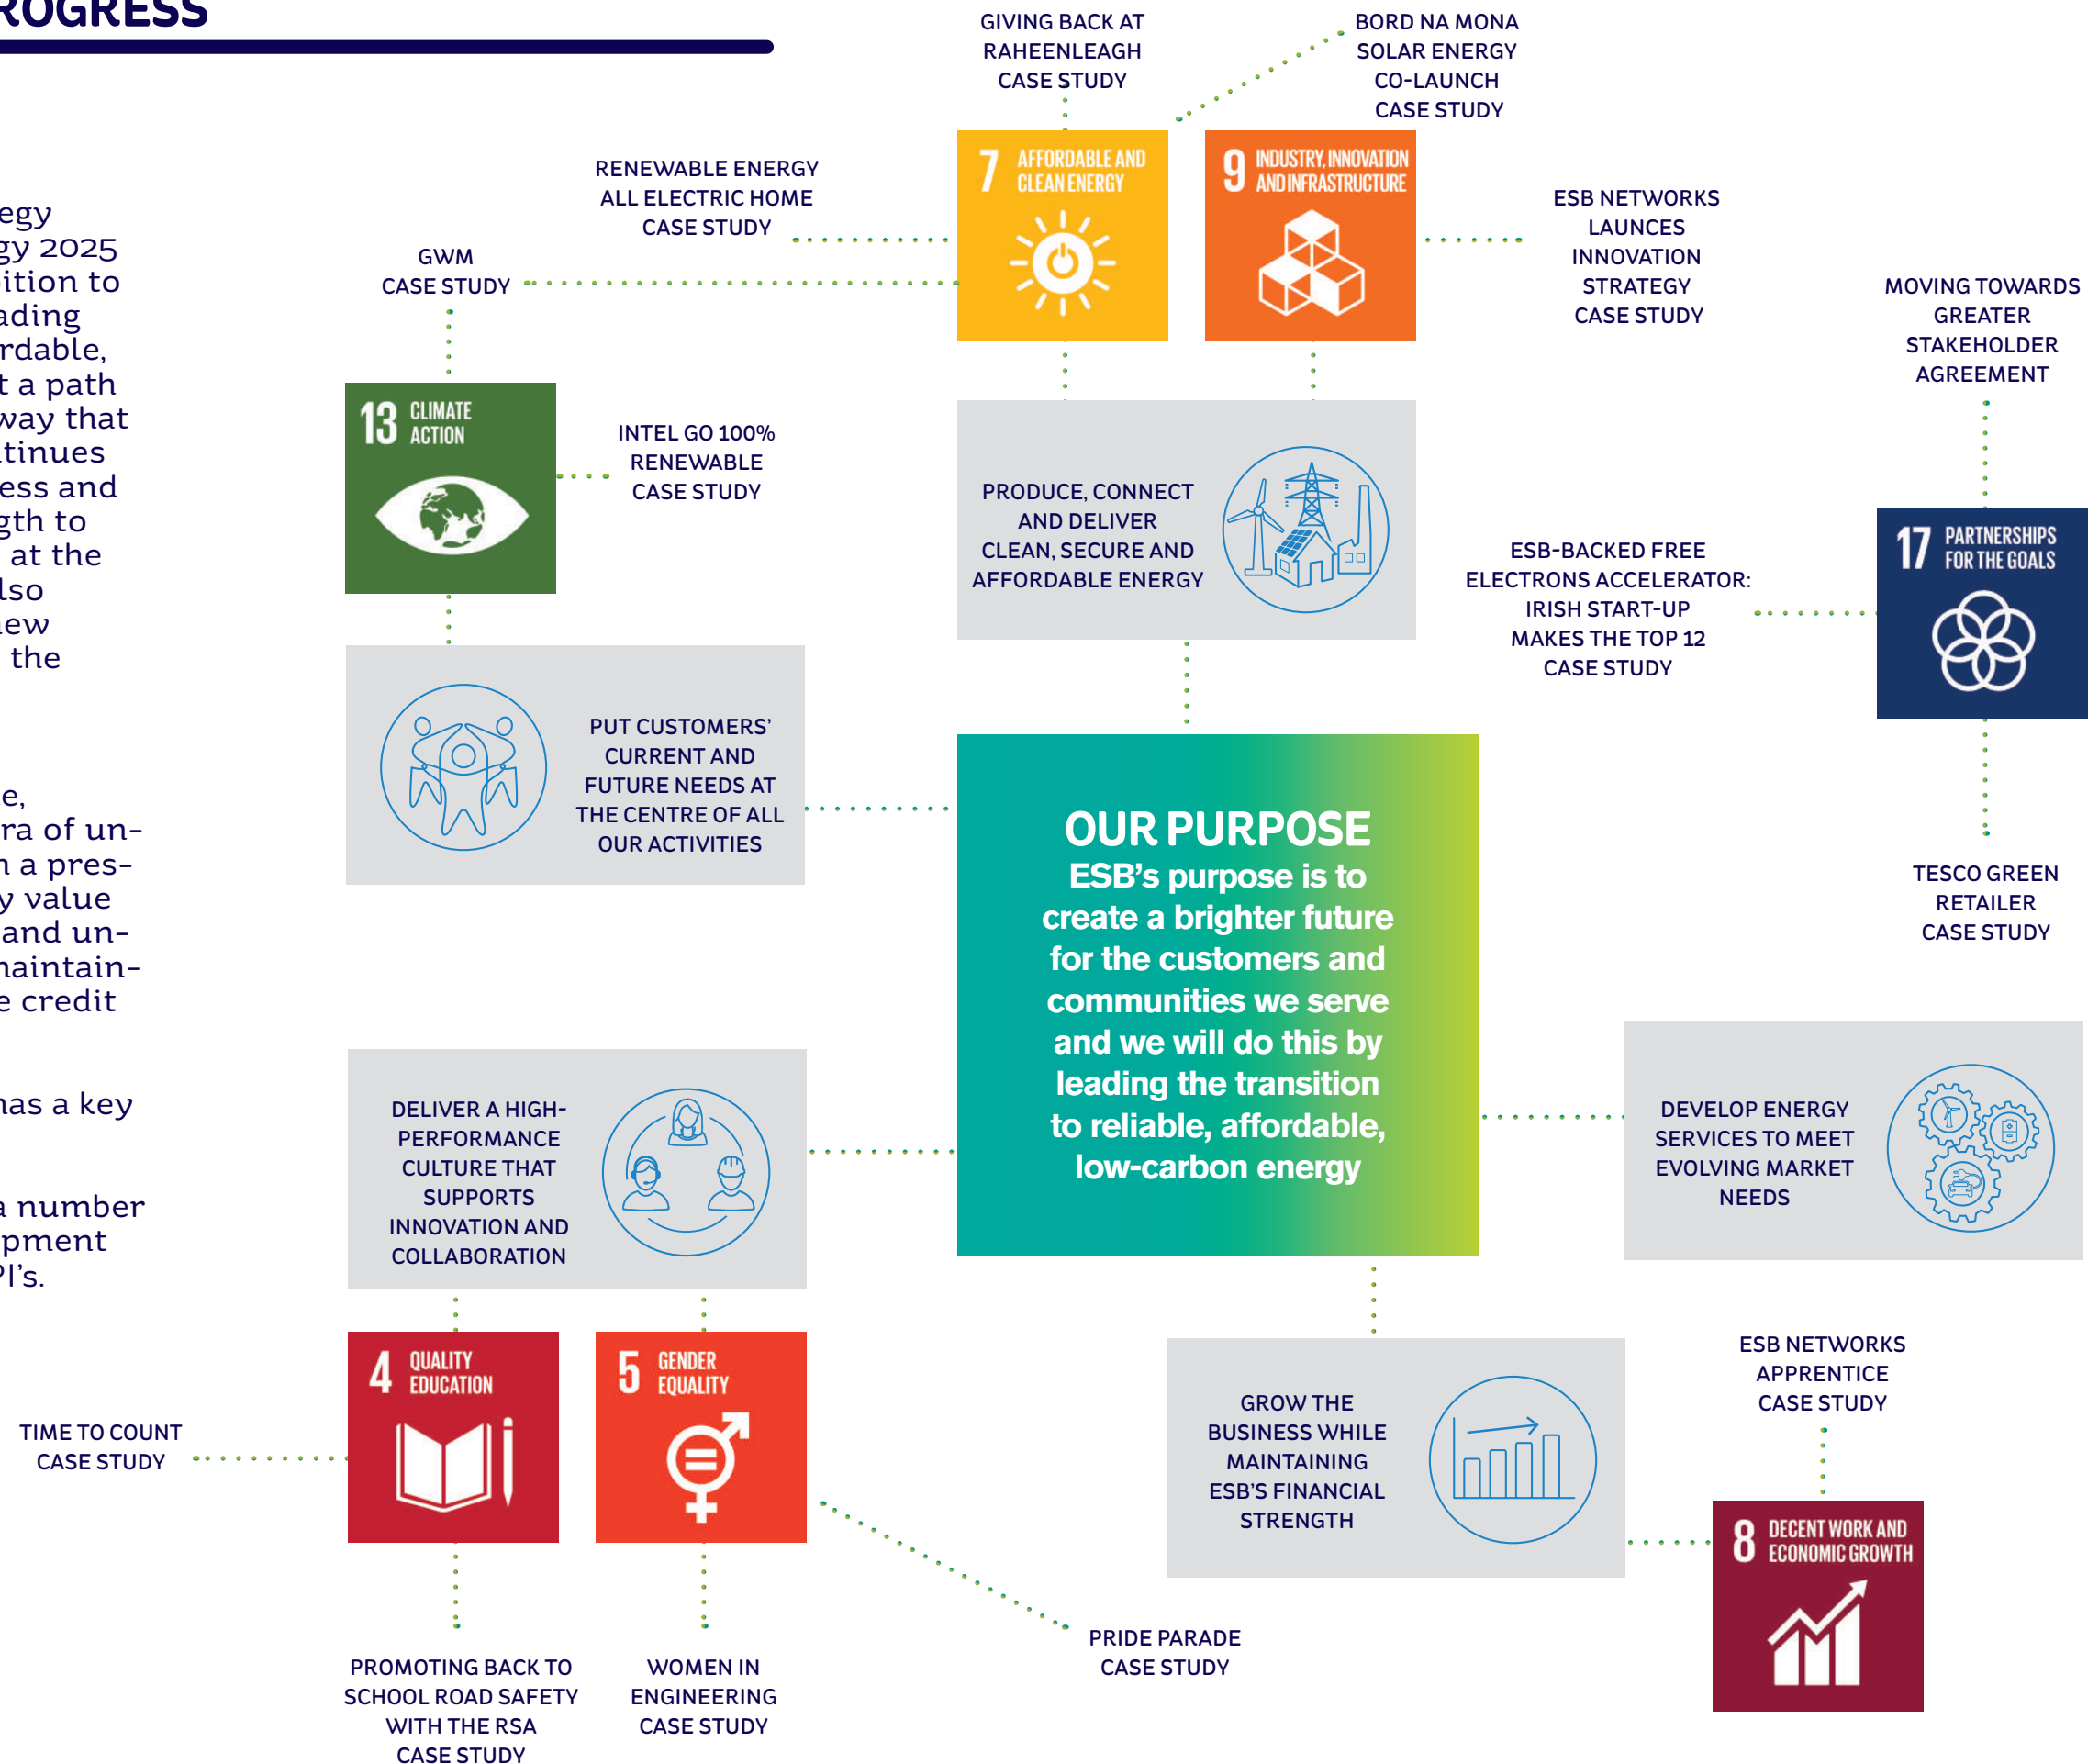 ROGRESS
egy
gy 2025
ition to
ading
rdable,
t a path
way that
tinues
ess and
gth to
at the
lso
new
the
e,
ra of un-
n a pres-
y value
and un-
maintain-
e credit
has a key
a number
pment
PI's.
GIVING BACK AT
RAHEENLEAGH
CASE STUDY
BORD NA MONA
SOLAR ENERGY
CO-LAUNCH
CASE STUDY
RENEWABLE ENERGY
ALL ELECTRIC HOME
CASE STUDY
GWM
CASE STUDY
7 AFFORDABLE AND
CLEAN ENERGY
9 INDUSTRY, INNOVATION
AND INFRASTRUCTURE
ESB NETWORKS
LAUNCES
INNOVATION
STRATEGY
CASE STUDY
MOVING TOWARDS
GREATER
STAKEHOLDER
AGREEMENT
13 CLIMATE
ACTION
INTEL GO 100%
RENEWABLE
CASE STUDY
PRODUCE, CONNECT
AND DELIVER
CLEAN, SECURE AND
AFFORDABLE ENERGY
ESB-BACKED FREE
ELECTRONS ACCELERATOR:
IRISH START-UP
MAKES THE TOP 12
CASE STUDY
17 PARTNERSHIPS
FOR THE GOALS
PUT CUSTOMERS'
CURRENT AND
FUTURE NEEDS AT
THE CENTRE OF ALL
OUR ACTIVITIES
TESCO GREEN
RETAILER
CASE STUDY
OUR PURPOSE
ESB's purpose is to
create a brighter future
for the customers and
communities we serve
and we will do this by
leading the transition
to reliable, affordable,
low-carbon energy
DELIVER A HIGH-
PERFORMANCE
CULTURE THAT
SUPPORTS
INNOVATION AND
COLLABORATION
DEVELOP ENERGY
SERVICES TO MEET
EVOLVING MARKET
NEEDS
4 QUALITY
EDUCATION
5 GENDER
EQUALITY
TIME TO COUNT
CASE STUDY
GROW THE
BUSINESS WHILE
MAINTAINING
ESB'S FINANCIAL
STRENGTH
ESB NETWORKS
APPRENTICE
CASE STUDY
8 DECENT WORK AND
ECONOMIC GROWTH
PROMOTING BACK TO
SCHOOL ROAD SAFETY
WITH THE RSA
CASE STUDY
WOMEN IN
ENGINEERING
CASE STUDY
PRIDE PARADE
CASE STUDY